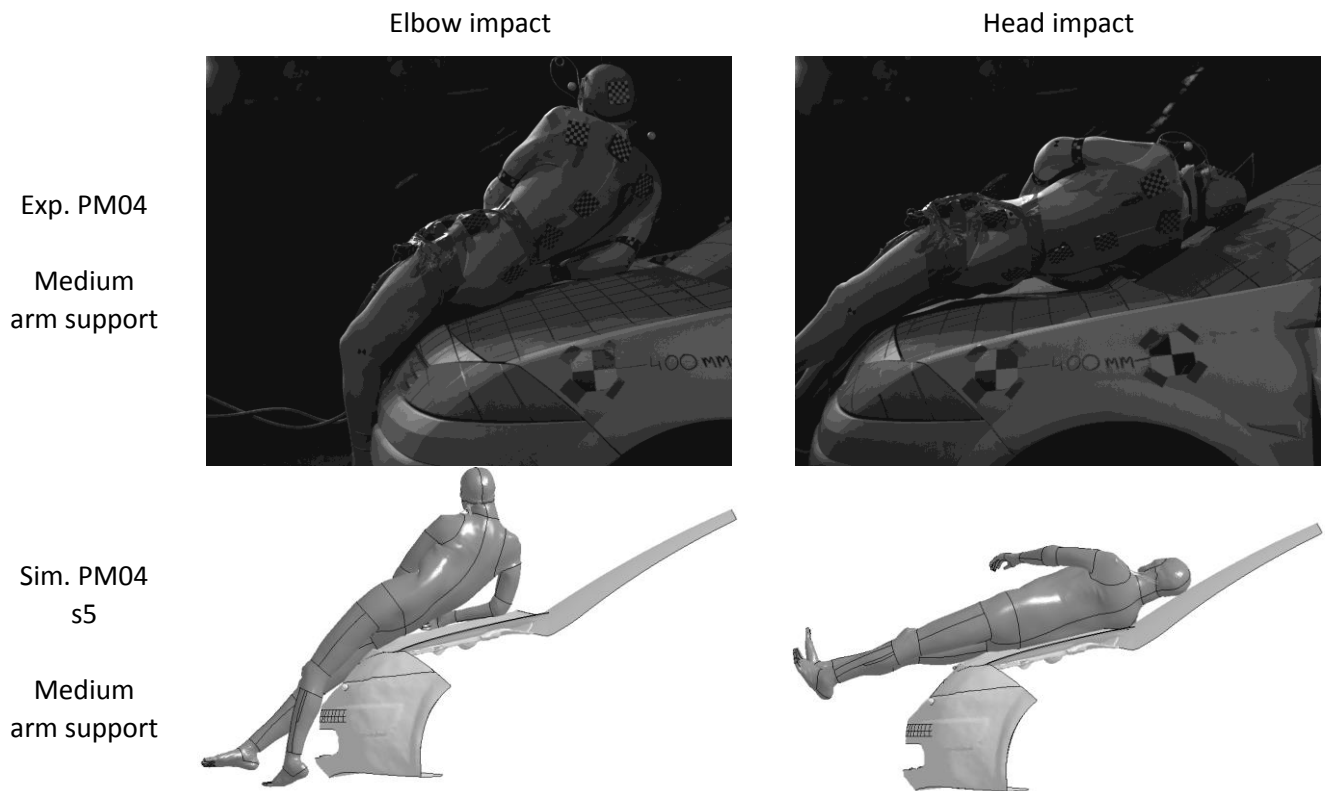 Elbow impact
Head impact
Exp. PM04
Medium
arm support
400 MM
400 MM
Sim. PM04
s5
Medium
arm support